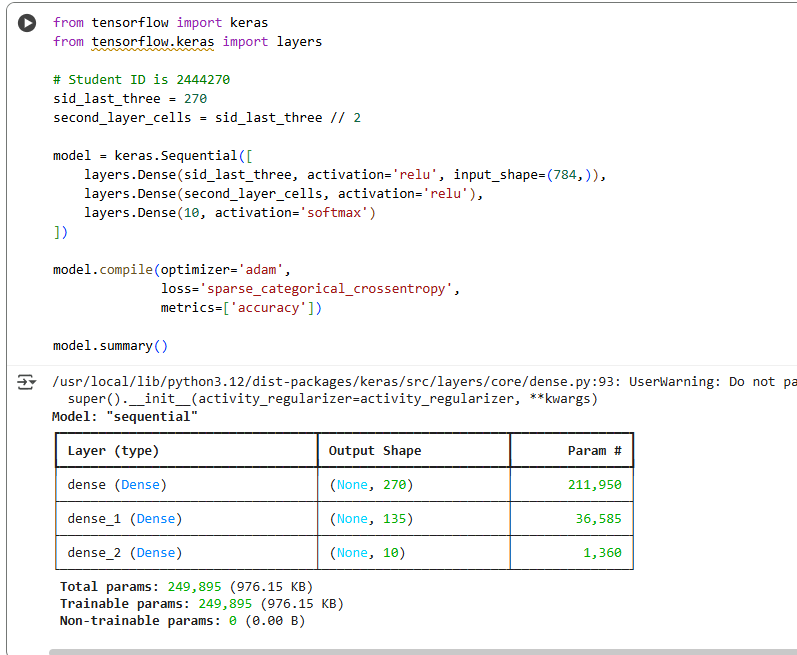 from tensorflow import keras
from tensorflow.keras import layers
# Student ID is 2444270
sid_last_three = 270
second_layer_cells = sid_last_three // 2
model = keras.Sequential([
    layers.Dense(sid_last_three, activation='relu', input_shape=(784,)),
    layers.Dense(second_layer_cells, activation='relu'),
    layers.Dense(10, activation='softmax')
])
model.compile(optimizer='adam',
              loss='sparse_categorical_crossentropy',
              metrics=['accuracy'])
model.summary()
/usr/local/lib/python3.12/dist-packages/keras/src/layers/core/dense.py:93: UserWarning: Do not pa
  super().__init__(activity_regularizer=activity_regularizer, **kwargs)
Model: "sequential"
Layer (type) Output Shape Param #
dense (Dense) (None, 270) 211,950
dense_1 (Dense) (None, 135) 36,585
dense_2 (Dense) (None, 10) 1,360
Total params: 249,895 (976.15 KB)
Trainable params: 249,895 (976.15 KB)
Non-trainable params: 0 (0.00 B)